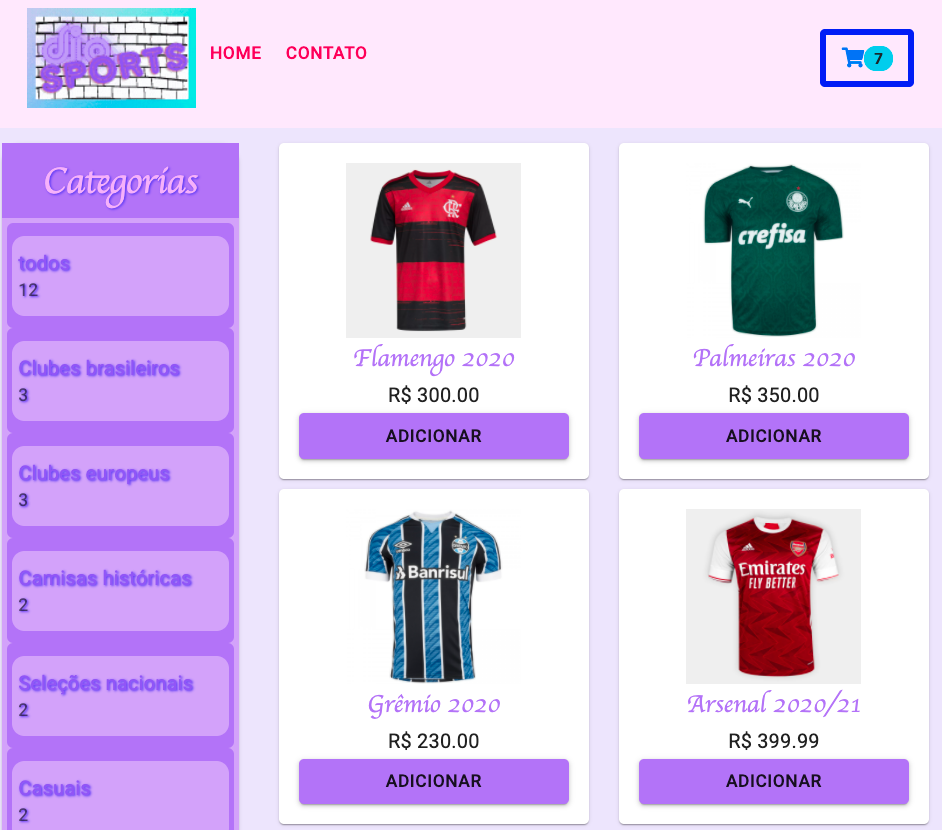 dito
SPORTS
HOME CONTATO
7
Categorias
todos
12
Clubes brasileiros
3
Clubes europeus
3
Camisas históricas
2
Seleções nacionais
2
Casuais
2
Flamengo 2020
R$ 300.00
ADICIONAR
crefisa
Palmeiras 2020
R$ 350.00
ADICIONAR
Banrisul
Grêmio 2020
R$ 230.00
ADICIONAR
Emirates
FLY BETTER
Arsenal 2020/21
R$ 399.99
ADICIONAR